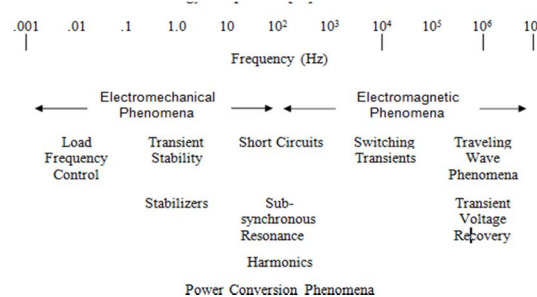 .001 .01 .1 1.0 10 10² 10³ 10⁴ 10⁵ 10⁶
Frequency (Hz)
Electromechanical Phenomena
Electromagnetic Phenomena
Load Frequency Control
Transient Stability
Short Circuits
Switching Transients
Traveling Wave Phenomena
Stabilizers
Sub-synchronous Resonance
Transient Voltage Recovery
Harmonics
Power Conversion Phenomena